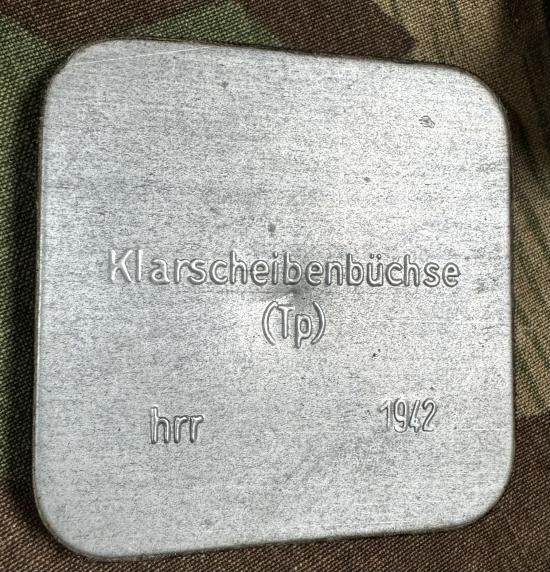 Klarscheibenbüchse
(Tp)
hrr 1942